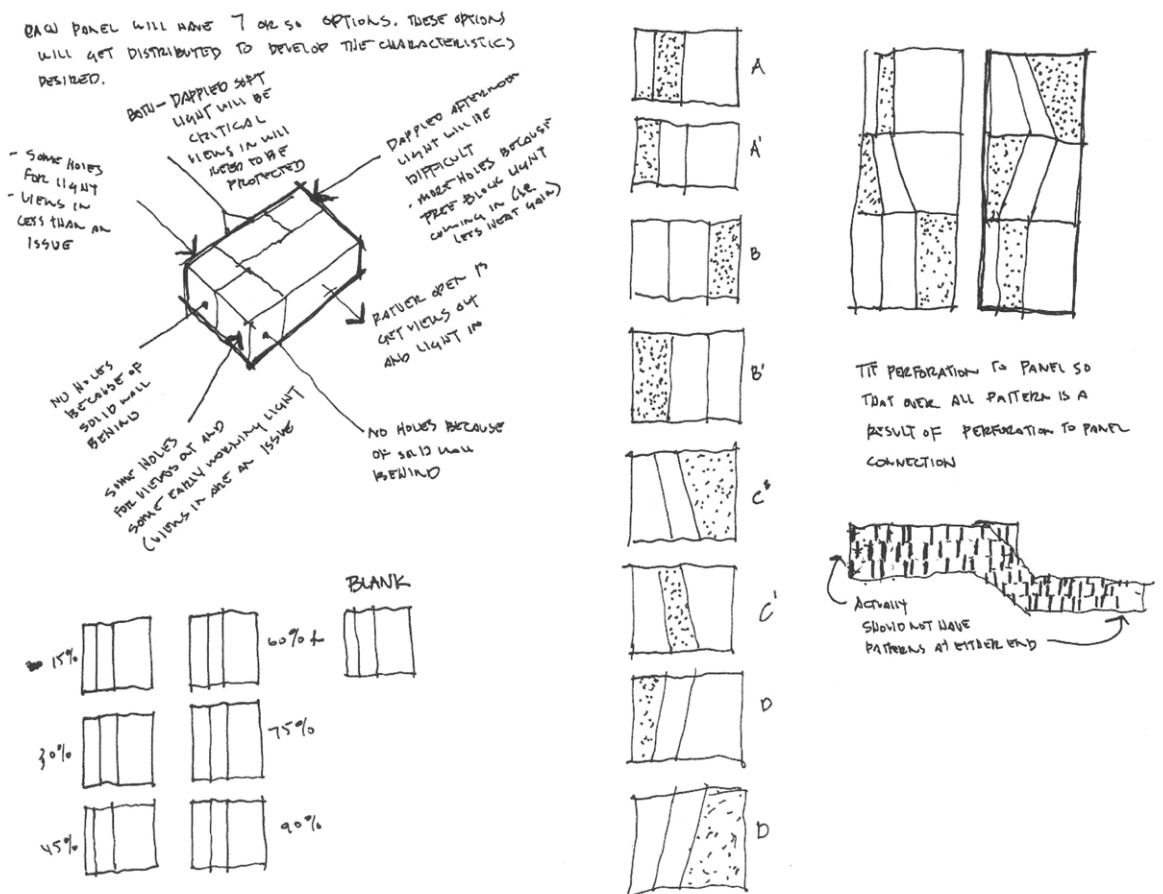 EACH PANEL WILL HAVE 7 OR SO OPTIONS. THESE OPTIONS
WILL GET DISTRIBUTED TO DEVELOP THE CHARACTERISTICS
DESIRED.
BOTH - DAPPLED SOFT
LIGHT WILL BE
CRITICAL
VIEWS IN WILL
NEED TO BE
PROTECTED
DAPPLED AFTERNOON
LIGHT WILL BE
DIFFICULT
- MORE HOLES BECAUSE
TREE BLOCK LIGHT
COMING IN (LE
LETS HEAT GAIN)
- SOME HOLES
FOR LIGHT
- VIEWS IN
LESS THAN AN
ISSUE
RATHER OPEN TO
GET VIEWS OUT
AND LIGHT IN
NO HOLES
BECAUSE OF
SOLID WALL
BEHIND
SOME HOLES
FOR VIEWS OUT AND
SOME EARLY MORNING LIGHT
(VIEWS IN ARE AN ISSUE
NO HOLES BECAUSE
OF SOLID WALL
BEHIND
BLANK
15%
60%
30%
75%
45%
90%
A
A'
B
B'
C
C'
D
D
TIE PERFORATION TO PANEL SO
THAT OVER ALL PATTERN IS A
RESULT OF PERFORATION TO PANEL
CONNECTION
ACTUALLY
SHOULD NOT HAVE
PATTERNS AT EITHER END